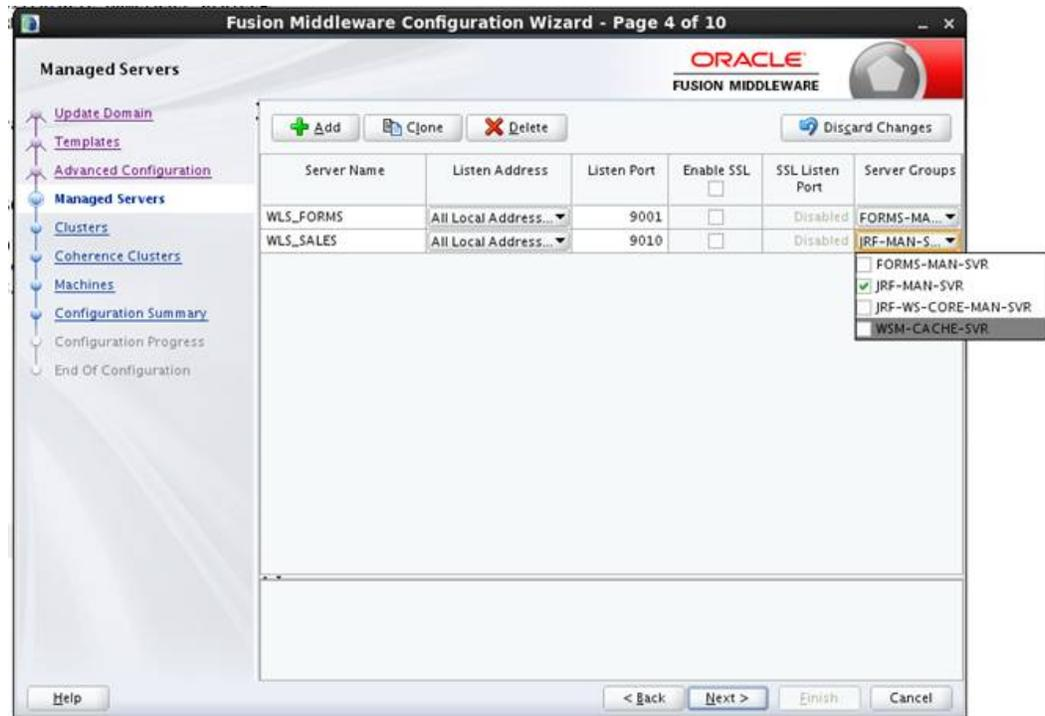 Fusion Middleware Configuration Wizard - Page 4 of 10
Managed Servers
ORACLE
FUSION MIDDLEWARE
Update Domain
Templates
Advanced Configuration
Managed Servers
Clusters
Coherence Clusters
Machines
Configuration Summary
Configuration Progress
End Of Configuration
Add Clone Delete Discard Changes
Server Name Listen Address Listen Port Enable SSL SSL Listen Port Server Groups
WLS_FORMS All Local Address... 9001 Disabled FORMS-MA...
WLS_SALES All Local Address... 9010 Disabled JRF-MAN-S...
FORMS-MAN-SVR
JRF-MAN-SVR
JRF-WS-CORE-MAN-SVR
WSM-CACHE-SVR
Help < Back Next > Finish Cancel